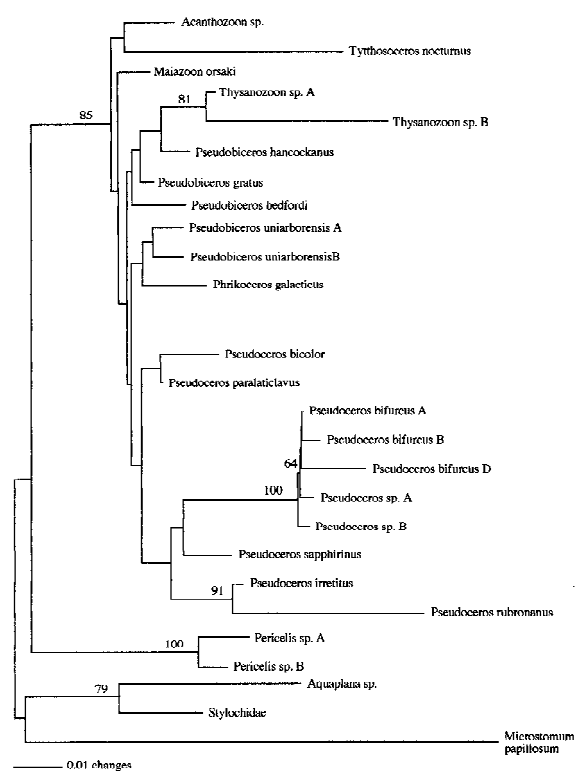 Acanthozoon sp.
Tytthosoceros nocturnus
Maiazoon orsaki
81
Thysanozoon sp. A
85
Thysanozoon sp. B
Pseudobiceros hancockanus
Pseudobiceros gratus
Pseudobiceros bedfordi
Pseudobiceros uniarborensis A
Pseudobiceros uniarborensisB
Phrikoceros galacticus
Pseudoceros bicolor
Pseudoceros paralaticlavus
Pseudoceros bifurcus A
Pseudoceros bifurcus B
64
Pseudoceros bifurcus D
100
Pseudoceros sp. A
Pseudoceros sp. B
Pseudoceros sapphirinus
91
Pseudoceros irretitus
Pseudoceros rubronanus
100
Pericelis sp. A
Pericelis sp. B
79
Aquaplana sp.
Stylochidae
Microstomum
papillosum
0.01 changes